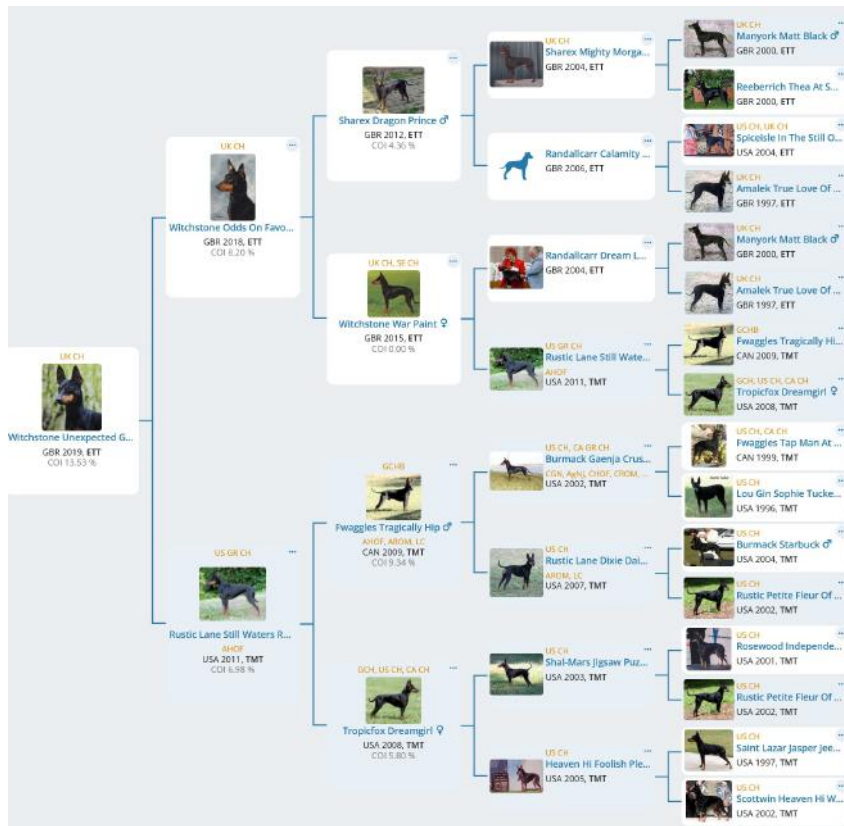 UK CH
Witchstone Unexpected G...
GBR 2019, ETT
COI 13.53 %
UK CH
Witchstone Odds On Favo...
GBR 2018, ETT
COI 6.20 %
US GR CH
Rustic Lane Still Waters R...
AHOF
USA 2011, TMT
COI 6.98 %
Sharex Dragon Prince ♂
GBR 2012, ETT
COI 4.36 %
UK CH, SE CH
Witchstone War Paint ♀
GBR 2015, ETT
COI 0.00 %
GCHB
Fwaggles Tragically Hip ♂
AHOF, AROM, LC
CAN 2009, TMT
COI 9.34 %
GCH, US CH, CA CH
Tropicfox Dreamgirl ♀
USA 2008, TMT
COI 5.80 %
UK CH
Sharex Mighty Morga...
GBR 2004, ETT
Randallcarr Calamity ...
GBR 2006, ETT
Randallcarr Dream L...
GBR 2004, ETT
US GR CH
Rustic Lane Still Wate...
AHOF
USA 2011, TMT
US CH, CA GR CH
Burmack Gaenja Crus...
CGN, AgNJ, CHOF, CROM, ...
USA 2002, TMT
US CH
Rustic Lane Dixie Dai...
AROM, LC
USA 2007, TMT
US CH
Shal-Mars Jigsaw Puz...
USA 2003, TMT
US CH
Heaven Hi Foolish Ple...
USA 2005, TMT
UK CH
Manyork Matt Black ♂
GBR 2000, ETT
Reeberrich Thea At S...
GBR 2000, ETT
US CH, UK CH
Spiceisle In The Still O...
USA 2004, ETT
UK CH
Amalek True Love Of ...
GBR 1997, ETT
UK CH
Manyork Matt Black ♂
GBR 2000, ETT
UK CH
Amalek True Love Of ...
GBR 1997, ETT
GCHB
Fwaggles Tragically Hi...
CAN 2009, TMT
GCH, US CH, CA CH
Tropicfox Dreamgirl ♀
USA 2008, TMT
US CH, CA CH
Fwaggles Tap Man At ...
CAN 1999, TMT
US CH
Lou Gin Sophie Tucke...
USA 1996, TMT
US CH
Burmack Starbuck ♂
USA 2004, TMT
US CH
Rustic Petite Fleur Of ...
USA 2002, TMT
US CH
Rosewood Independe...
USA 2001, TMT
US CH
Rustic Petite Fleur Of ...
USA 2002, TMT
US CH
Saint Lazar Jasper Jee...
USA 1997, TMT
US CH
Scottwin Heaven Hi W...
USA 2002, TMT